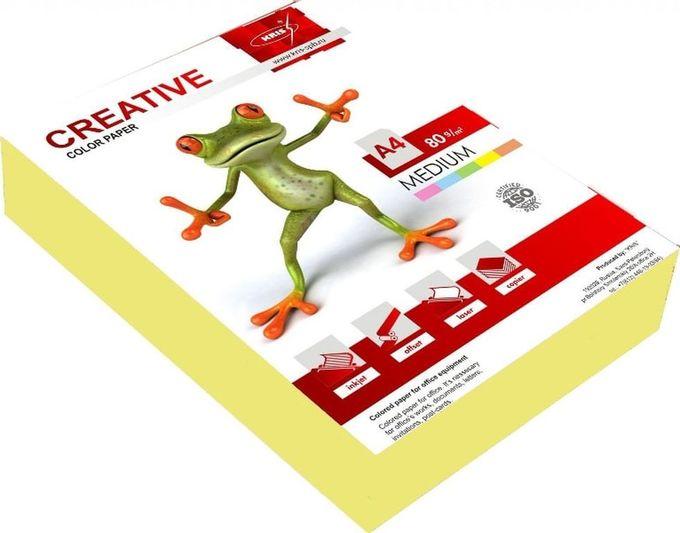 KRIS
www.kris-spb.ru
CREATIVE
COLOR PAPER
A4
80 g/m²
MEDIUM
CERTIFIED
ISO
inkjet
offset
laser
copier
Produced by: "KRIS"
Colored paper for office equipment
Colored paper for office. It's nessecary
for office's works, documents, letters,
invitations, post-cards.